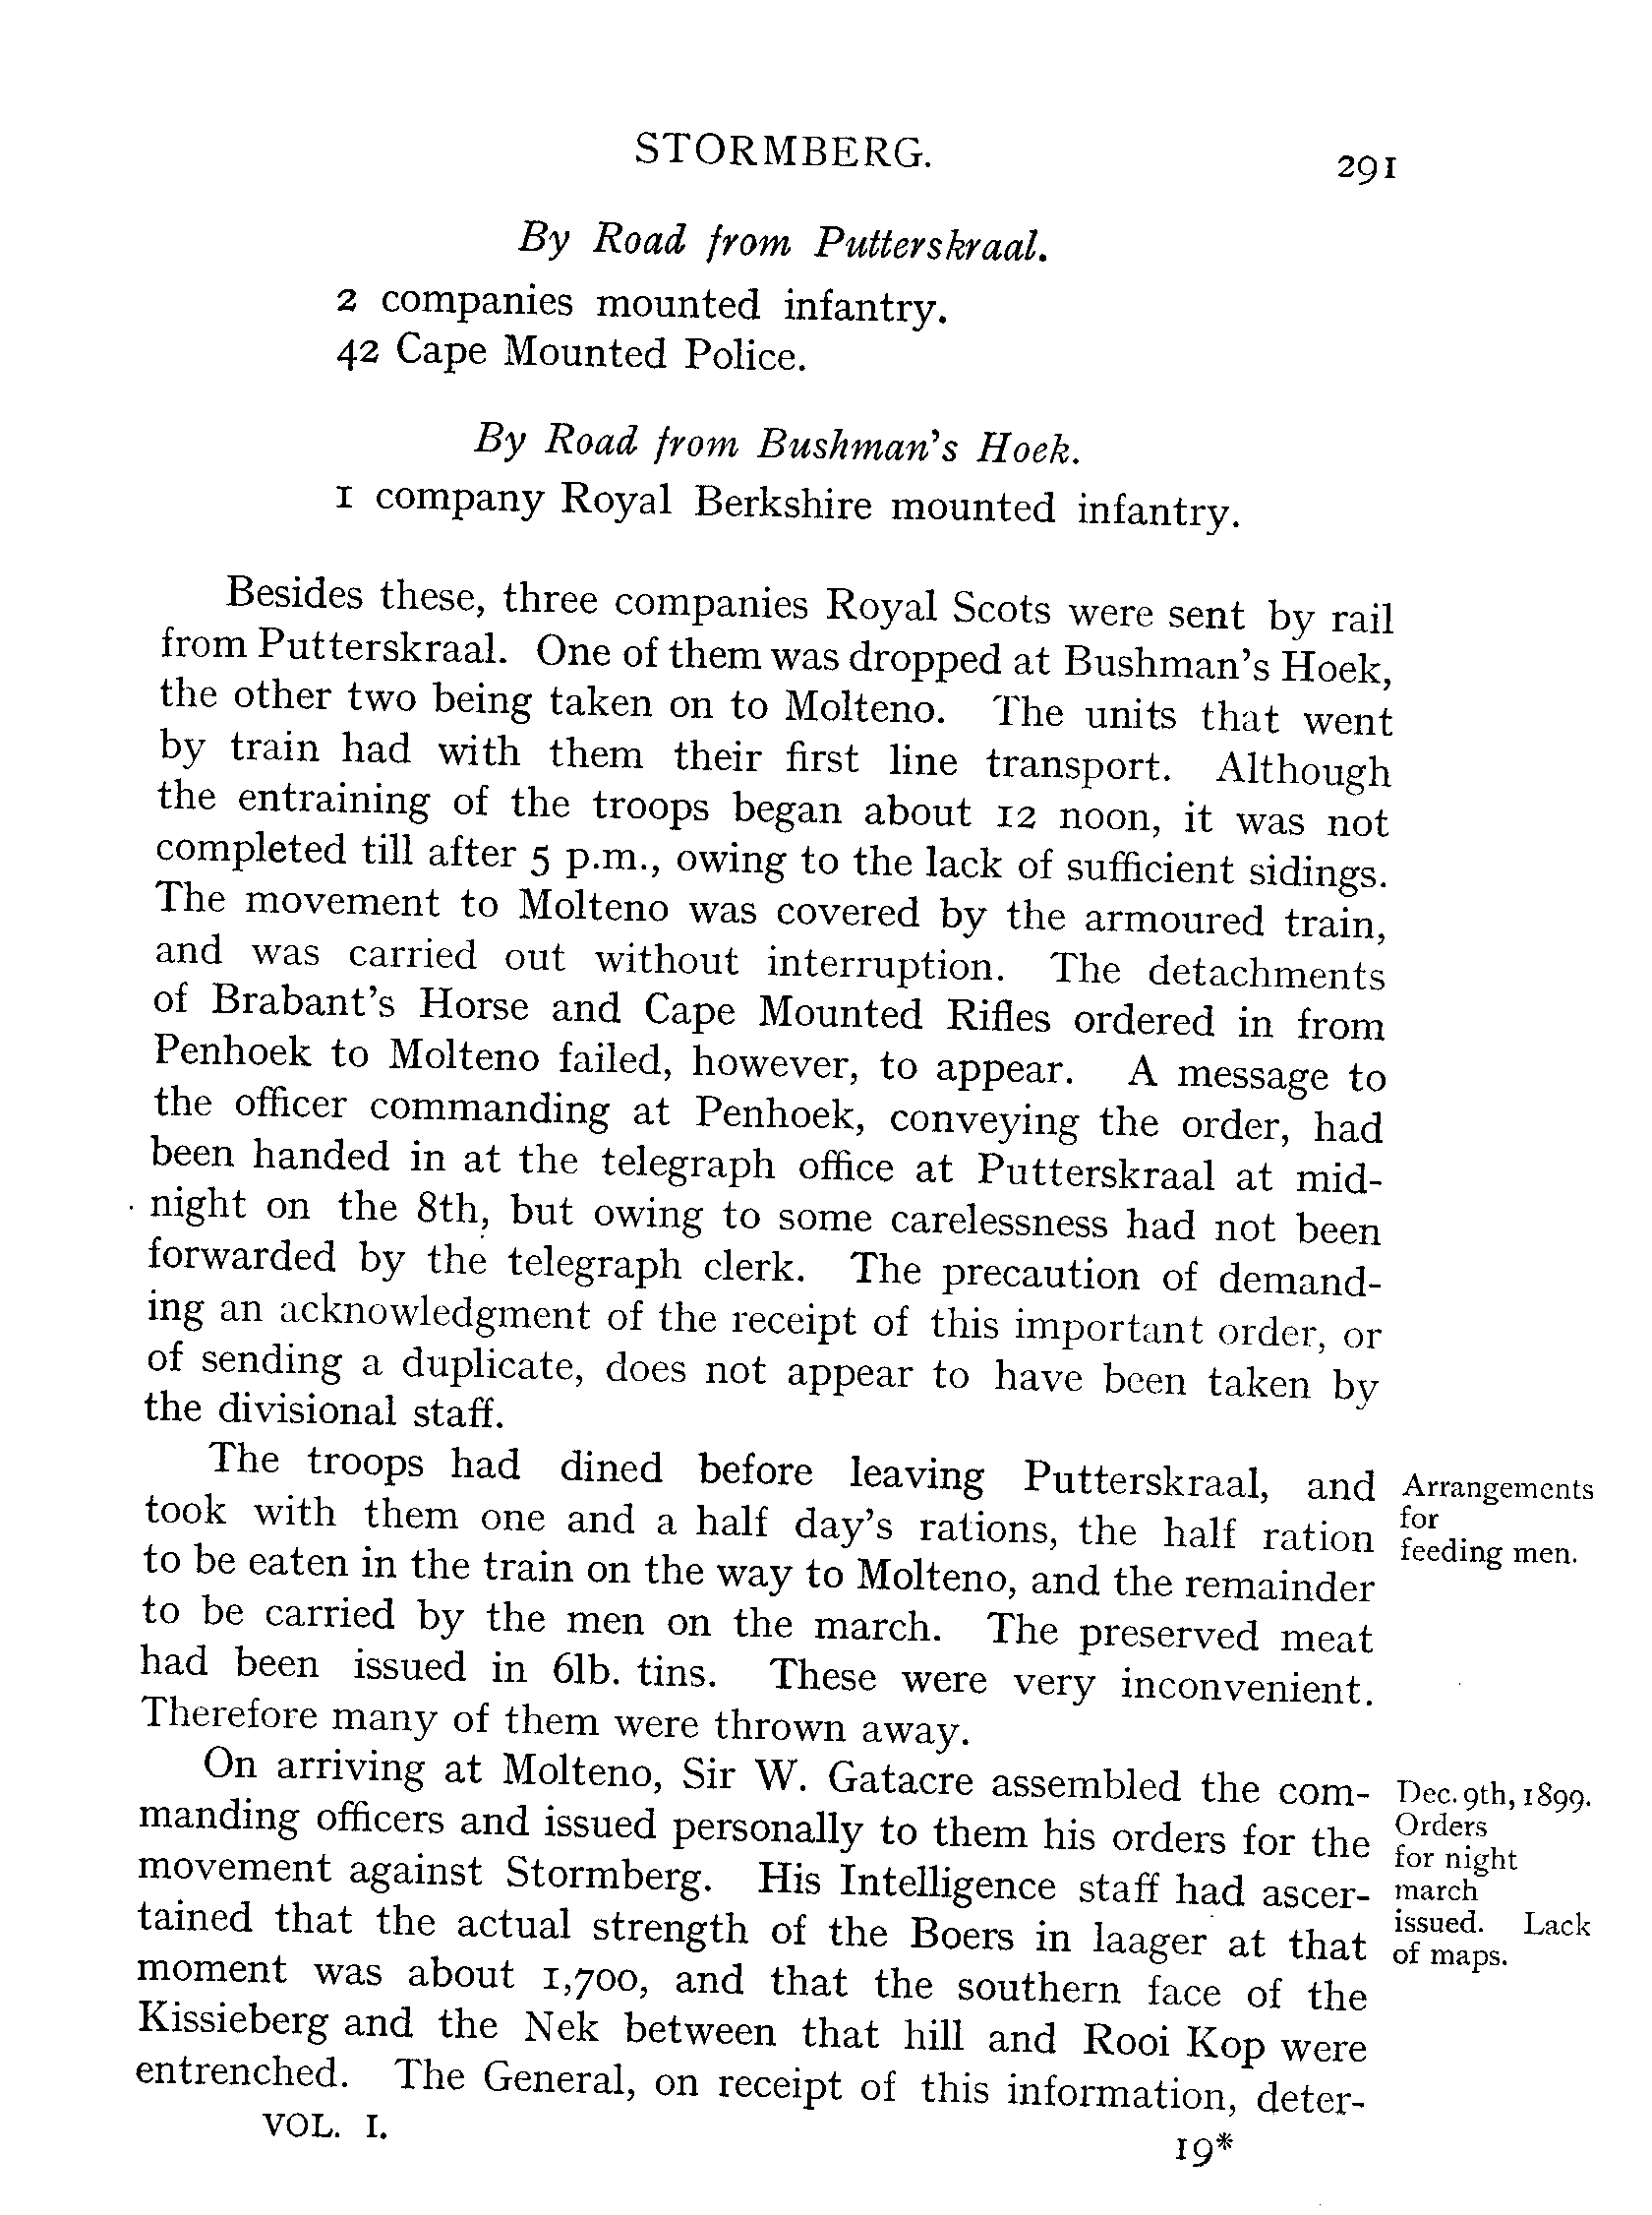 STORMBERG.
291
By Road from Putterskraal.
2 companies mounted infantry.
42 Cape Mounted Police.
By Road from Bushman's Hoek.
1 company Royal Berkshire mounted infantry.
Besides these, three companies Royal Scots were sent by rail
from Putterskraal. One of them was dropped at Bushman's Hoek,
the other two being taken on to Molteno. The units that went
by train had with them their first line transport. Although
the entraining of the troops began about 12 noon, it was not
completed till after 5 p.m., owing to the lack of sufficient sidings.
The movement to Molteno was covered by the armoured train,
and was carried out without interruption. The detachments
of Brabant's Horse and Cape Mounted Rifles ordered in from
Penhoek to Molteno failed, however, to appear. A message to
the officer commanding at Penhoek, conveying the order, had
been handed in at the telegraph office at Putterskraal at mid-
night on the 8th, but owing to some carelessness had not been
forwarded by the telegraph clerk. The precaution of demand-
ing an acknowledgment of the receipt of this important order, or
of sending a duplicate, does not appear to have been taken by
the divisional staff.
The troops had dined before leaving Putterskraal, and
took with them one and a half day's rations, the half ration
to be eaten in the train on the way to Molteno, and the remainder
to be carried by the men on the march. The preserved meat
had been issued in 6lb. tins. These were very inconvenient.
Therefore many of them were thrown away.
Arrangements
for
feeding men.
On arriving at Molteno, Sir W. Gatacre assembled the com-
manding officers and issued personally to them his orders for the
movement against Stormberg. His Intelligence staff had ascer-
tained that the actual strength of the Boers in laager at that
moment was about 1,700, and that the southern face of the
Kissieberg and the Nek between that hill and Rooi Kop were
entrenched. The General, on receipt of this information, deter-
Dec. 9th, 1899.
Orders
for night
march
issued. Lack
of maps.
VOL. I.
19*